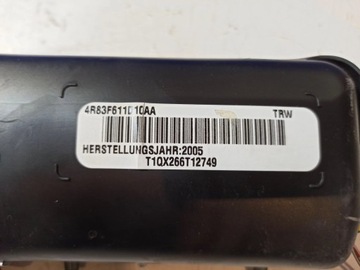 4R83F611D10AA TRW
HERSTELLUNGSJAHR:2005
T1QX266T12749